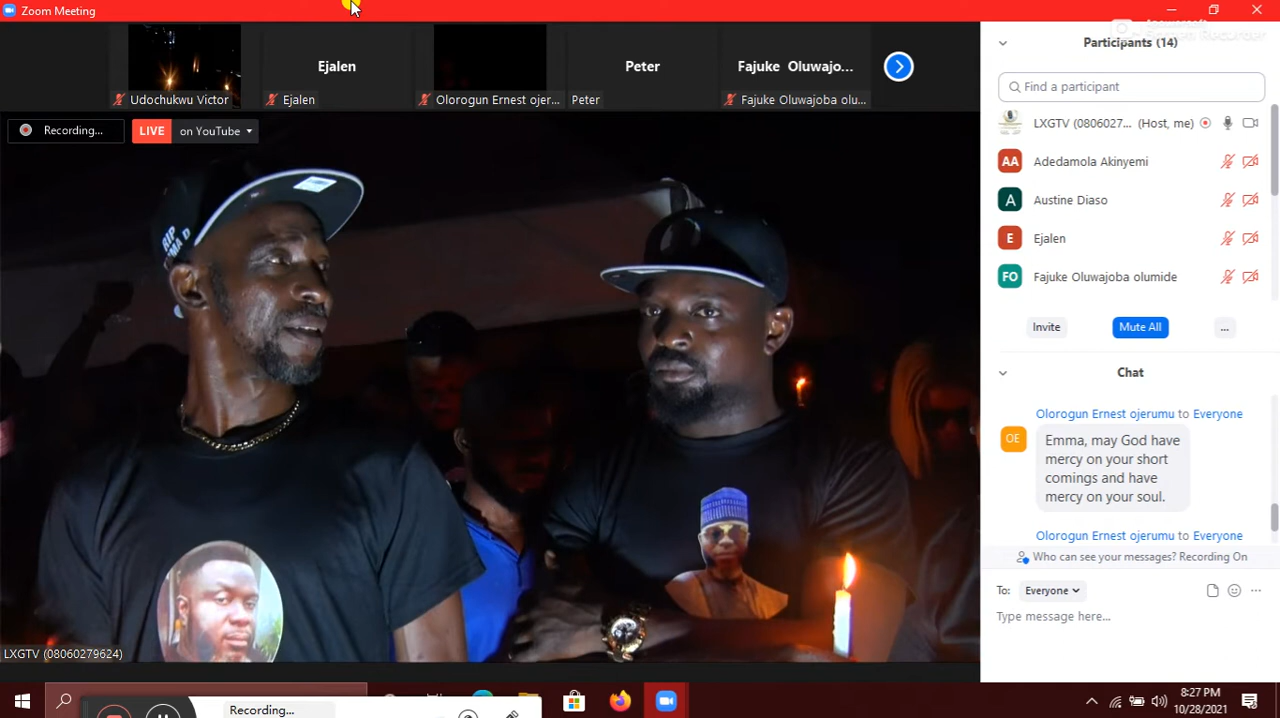 Zoom Meeting
Udochukwu Victor
Ejalen
Ejalen
Olorogun Ernest ojer...
Peter
Peter
Fajuke Oluwajo...
Fajuke Oluwajoba olu...
Recording...
LIVE on YouTube
RIP
LXGTV (08060279624)
Screen Recorder
Participants (14)
Find a participant
LXGTV (0806027... (Host, me)
AA Adedamola Akinyemi
A Austine Diaso
E Ejalen
FO Fajuke Oluwajoba olumide
Invite
Mute All
...
Chat
Olorogun Ernest ojerumu to Everyone
OE
Emma, may God have
mercy on your short
comings and have
mercy on your soul.
Olorogun Ernest ojerumu to Everyone
Who can see your messages? Recording On
To: Everyone
Type message here...
Recording...
8:27 PM
10/28/2021